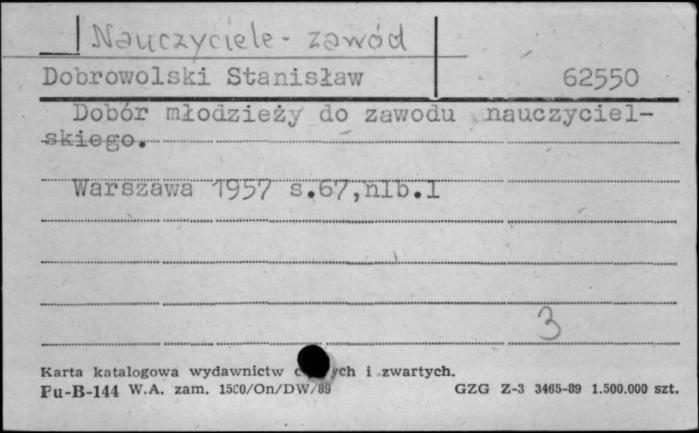 Nauczyciele - zawód
Dobrowolski Stanisław 62550
Dobór młodzieży do zawodu nauczyciel-
skiego.
Warszawa 1957 s.67,nlb.1
3
Karta katalogowa wydawnictw i zwartych.
Pu-B-144 W.A. zam. 1500/On/DW/89 GZG Z-3 3465-89 1.500.000 szt.